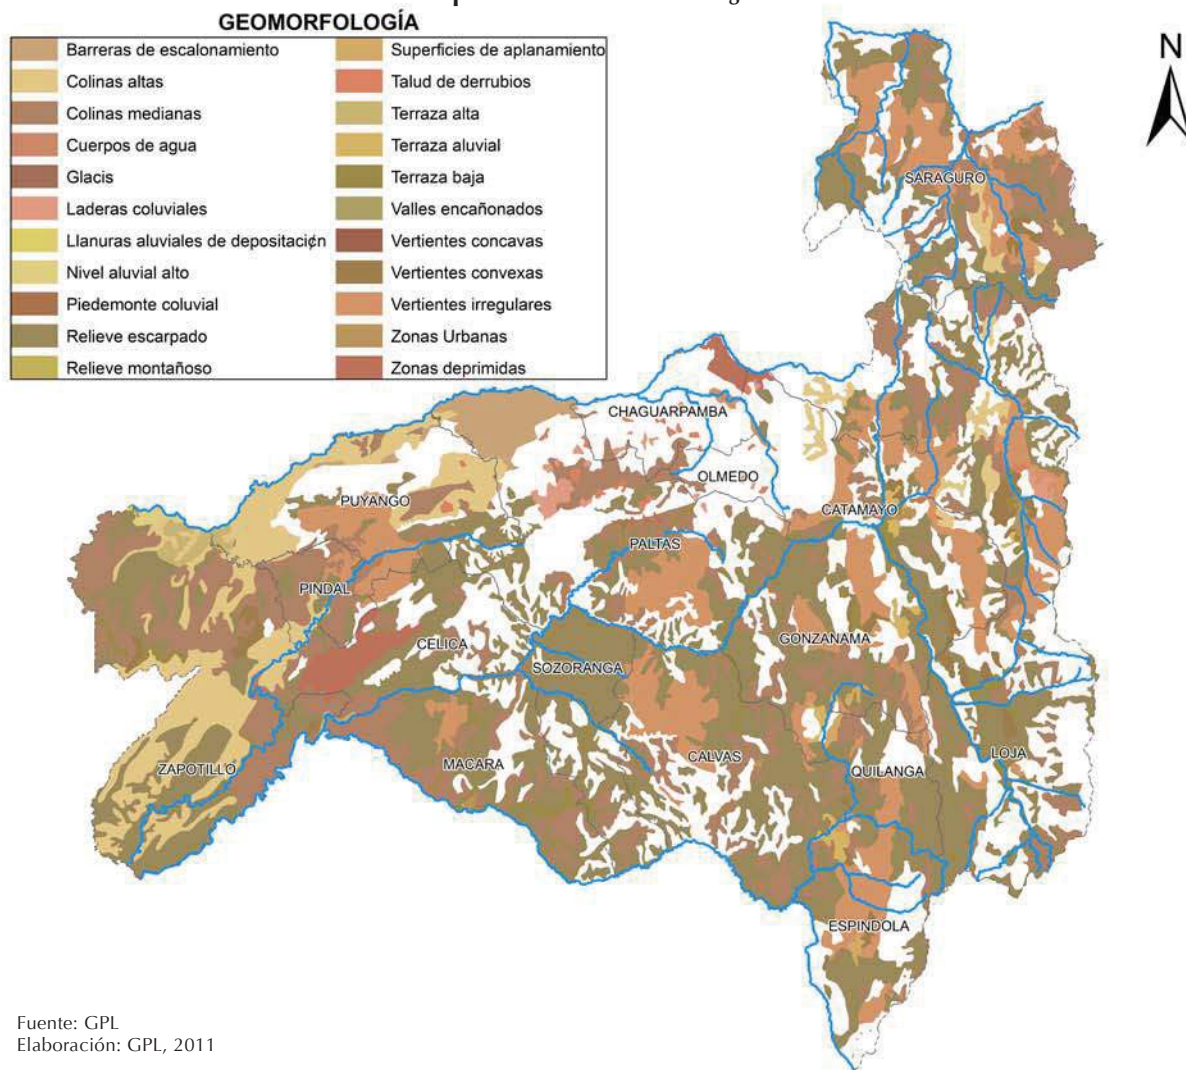 GEOMORFOLOGÍA
Barreras de escalonamiento
Colinas altas
Colinas medianas
Cuerpos de agua
Glacis
Laderas coluviales
Llanuras aluviales de depositaci¢n
Nivel aluvial alto
Piedemonte coluvial
Relieve escarpado
Relieve montañoso
Superficies de aplanamiento
Talud de derrubios
Terraza alta
Terraza aluvial
Terraza baja
Valles encañonados
Vertientes concavas
Vertientes convexas
Vertientes irregulares
Zonas Urbanas
Zonas deprimidas
N
SARAGURO
CHAGUARPAMBA
OLMEDO
PUYANGO
CATAMAYO
PALTAS
PINDAL
CELICA
GONZANAMA
SOZORANGA
LOJA
CALVAS
MACARA
ZAPOTILLO
QUILANGA
ESPINDOLA
Fuente: GPL
Elaboración: GPL, 2011